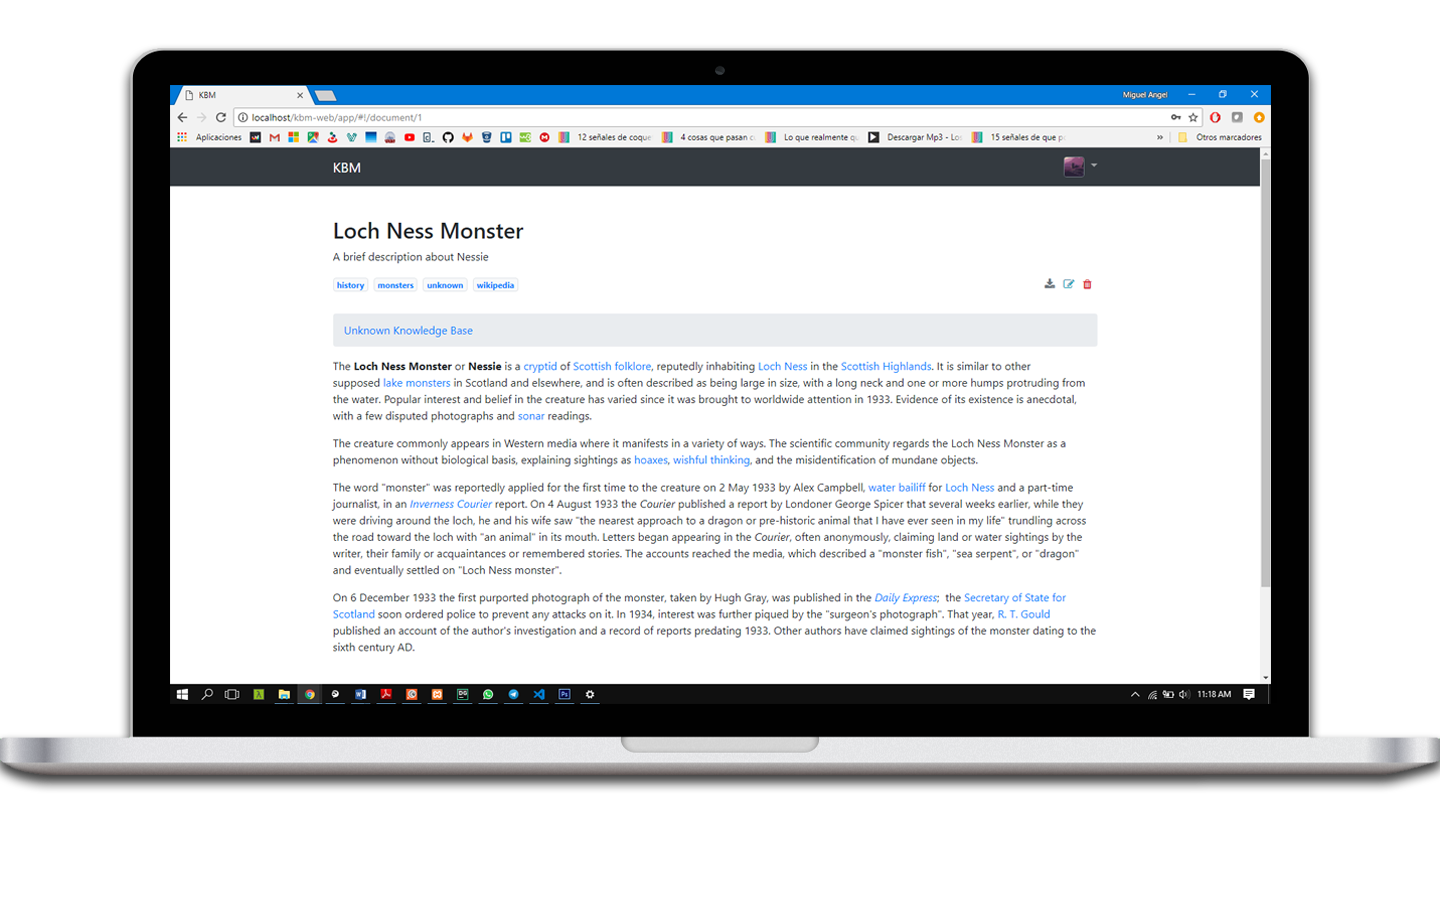 KBM
Miguel Angel
localhost/kbm-web/app/#!/document/1
Aplicaciones
12 señales de coque
4 cosas que pasan c
Lo que realmente q
Descargar Mp3 - Lo
15 señales de que p
»
Otros marcadores
KBM
Loch Ness Monster
A brief description about Nessie
history monsters unknown wikipedia
Unknown Knowledge Base
The Loch Ness Monster or Nessie is a cryptid of Scottish folklore, reputedly inhabiting Loch Ness in the Scottish Highlands. It is similar to other
supposed lake monsters in Scotland and elsewhere, and is often described as being large in size, with a long neck and one or more humps protruding from
the water. Popular interest and belief in the creature has varied since it was brought to worldwide attention in 1933. Evidence of its existence is anecdotal,
with a few disputed photographs and sonar readings.
The creature commonly appears in Western media where it manifests in a variety of ways. The scientific community regards the Loch Ness Monster as a
phenomenon without biological basis, explaining sightings as hoaxes, wishful thinking, and the misidentification of mundane objects.
The word "monster" was reportedly applied for the first time to the creature on 2 May 1933 by Alex Campbell, water bailiff for Loch Ness and a part-time
journalist, in an Inverness Courier report. On 4 August 1933 the Courier published a report by Londoner George Spicer that several weeks earlier, while they
were driving around the loch, he and his wife saw "the nearest approach to a dragon or pre-historic animal that I have ever seen in my life" trundling across
the road toward the loch with "an animal" in its mouth. Letters began appearing in the Courier, often anonymously, claiming land or water sightings by the
writer, their family or acquaintances or remembered stories. The accounts reached the media, which described a "monster fish", "sea serpent", or "dragon"
and eventually settled on "Loch Ness monster".
On 6 December 1933 the first purported photograph of the monster, taken by Hugh Gray, was published in the Daily Express; the Secretary of State for
Scotland soon ordered police to prevent any attacks on it. In 1934, interest was further piqued by the "surgeon's photograph". That year, R. T. Gould
published an account of the author's investigation and a record of reports predating 1933. Other authors have claimed sightings of the monster dating to the
sixth century AD.
11:18 AM